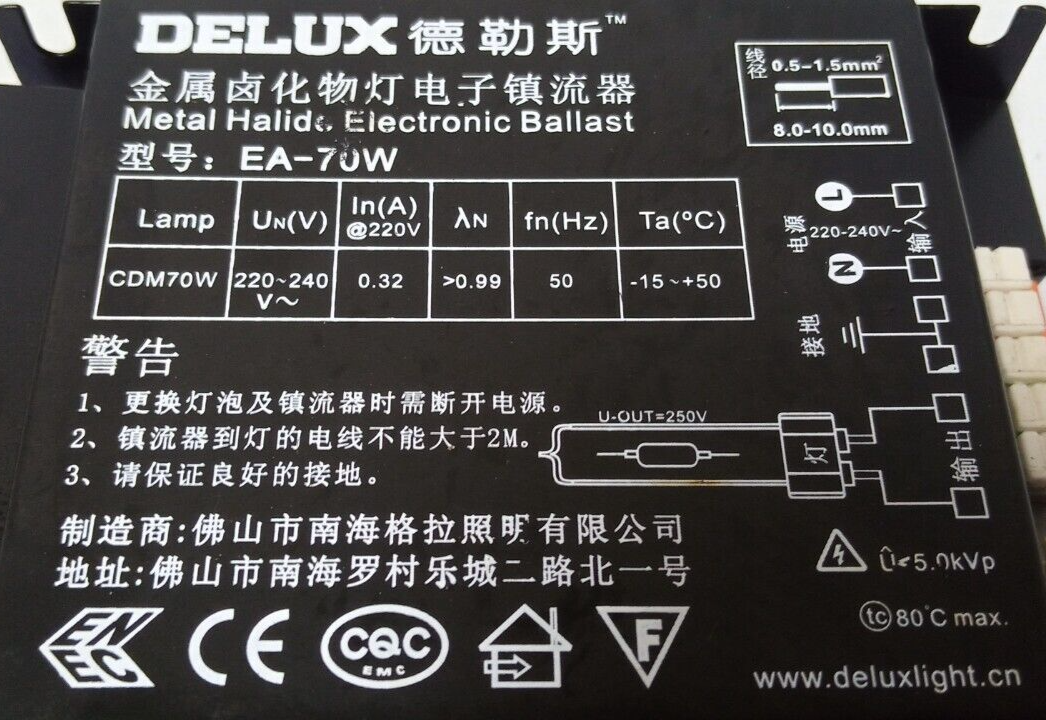 DELUX 德勒斯™
金属卤化物灯电子镇流器
Metal Halide Electronic Ballast
型号：EA-70W
线径 0.5-1.5mm²
8.0-10.0mm
Lamp UN(V) In(A) @220V λN fn(Hz) Ta(°C)
CDM70W 220~240 V～ 0.32 >0.99 50 -15~+50
电源 L 220-240V~ N 输入
接地
警告
1、更换灯泡及镇流器时需断开电源。
2、镇流器到灯的电线不能大于2M。
3、请保证良好的接地。
U-OUT=250V
灯
输出
制造商:佛山市南海格拉照明有限公司
地址:佛山市南海罗村乐城二路北一号
Û<5.0kVp
tc 80°C max.
EN EC
CE
CQC
EMC
F
www.deluxlight.cn